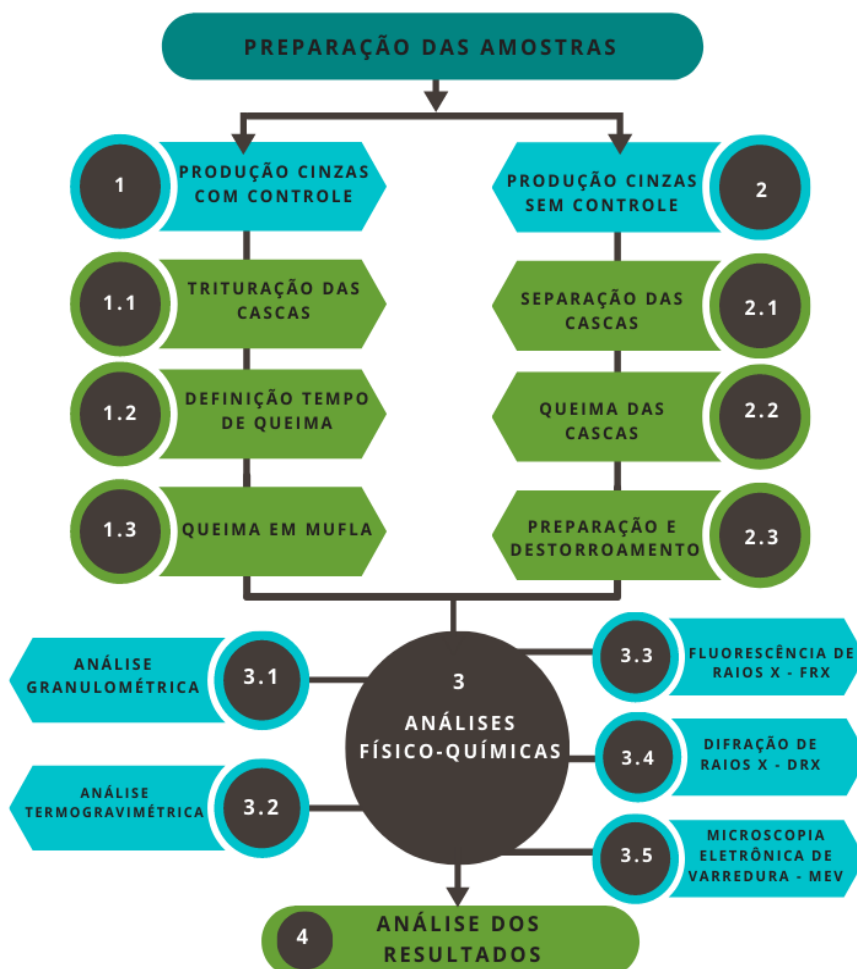 PREPARAÇÃO DAS AMOSTRAS
1
PRODUÇÃO CINZAS
COM CONTROLE
PRODUÇÃO CINZAS
SEM CONTROLE
2
1.1
TRITURAÇÃO DAS
CASCAS
SEPARAÇÃO DAS
CASCAS
2.1
1.2
DEFINIÇÃO TEMPO
DE QUEIMA
QUEIMA DAS
CASCAS
2.2
1.3
QUEIMA EM MUFLA
PREPARAÇÃO E
DESTORROAMENTO
2.3
3
ANÁLISES
FÍSICO-QUÍMICAS
ANÁLISE
GRANULOMÉTRICA
3.1
ANÁLISE
TERMOGRAVIMÉTRICA
3.2
3.3
FLUORESCÊNCIA DE
RAIOS X - FRX
3.4
DIFRAÇÃO DE
RAIOS X - DRX
3.5
MICROSCOPIA
ELETRÔNICA DE
VARREDURA - MEV
4
ANÁLISE DOS
RESULTADOS